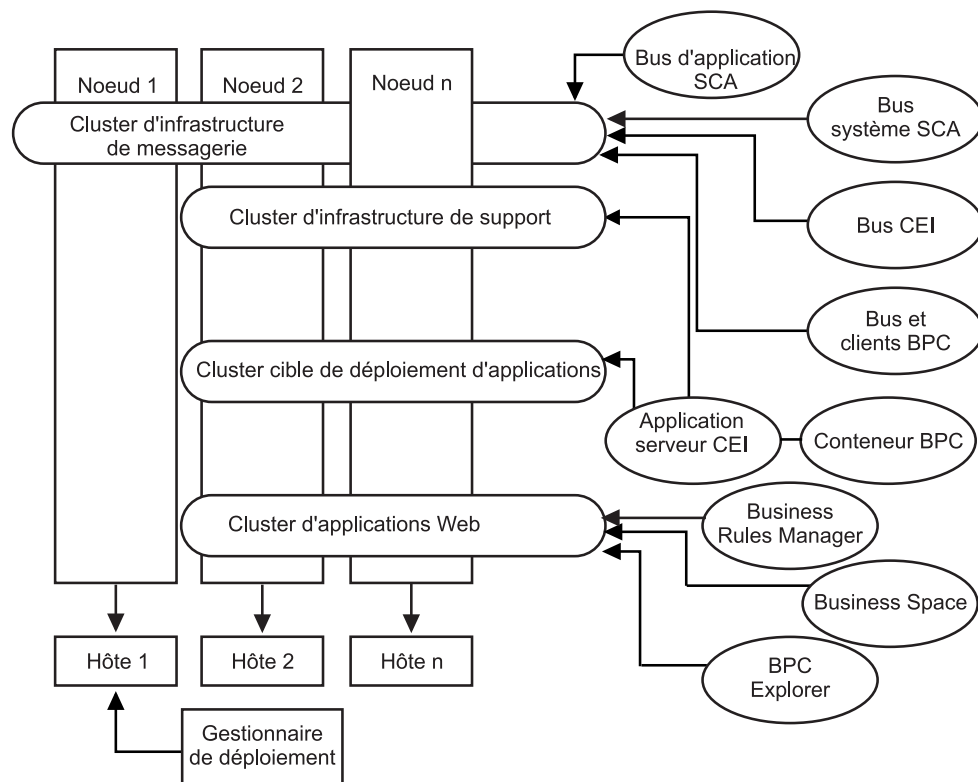 Noeud 1
Noeud 2
Noeud n
Bus d'application
SCA
Cluster d'infrastructure
de messagerie
Bus
système SCA
Cluster d'infrastructure de support
Bus CEI
Bus et
clients BPC
Cluster cible de déploiement d'applications
Application
serveur CEI
Conteneur BPC
Cluster d'applications Web
Business
Rules Manager
Business Space
Hôte 1
Hôte 2
Hôte n
BPC
Explorer
Gestionnaire
de déploiement